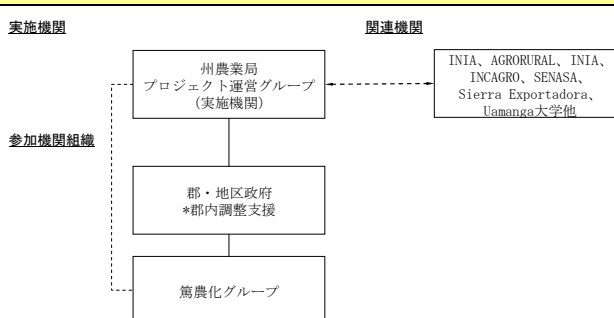 実施機関
関連機関
州農業局
プロジェクト運営グループ
(実施機関)
INIA、AGRORURAL、INIA、
INCAGRO、SENASA、
Sierra Exportadora、
Uamanga大学他
参加機関組織
郡・地区政府
*郡内調整支援
篤農化グループ